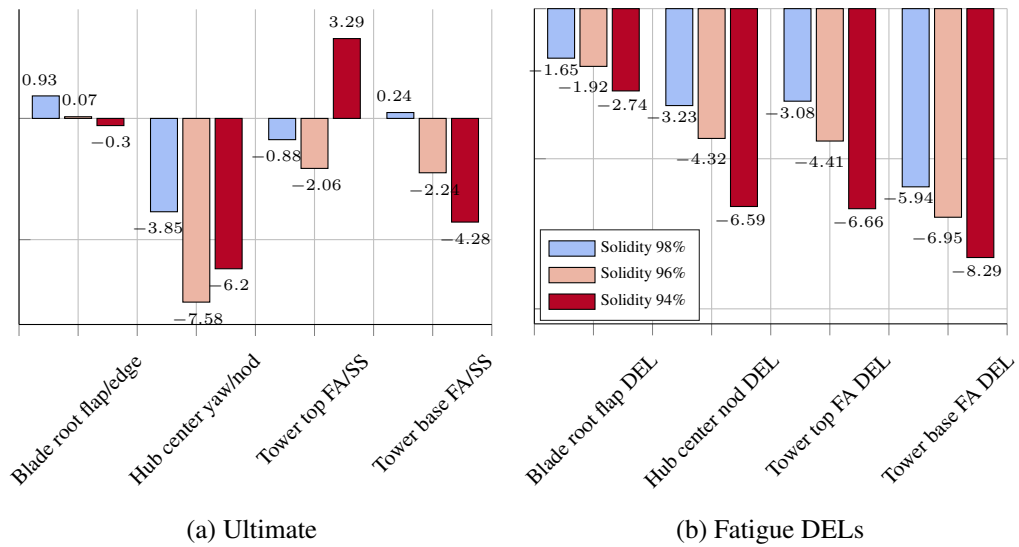 0.93
0.07
−0.3
−3.85
−7.58
−6.2
−0.88
−2.06
3.29
0.24
−2.24
−4.28
Blade root flap/edge
Hub center yaw/nod
Tower top FA/SS
Tower base FA/SS
(a) Ultimate
−1.65
−1.92
−2.74
−3.23
−4.32
−6.59
−3.08
−4.41
−6.66
−5.94
−6.95
−8.29
Solidity 98%
Solidity 96%
Solidity 94%
Blade root flap DEL
Hub center nod DEL
Tower top FA DEL
Tower base FA DEL
(b) Fatigue DELs